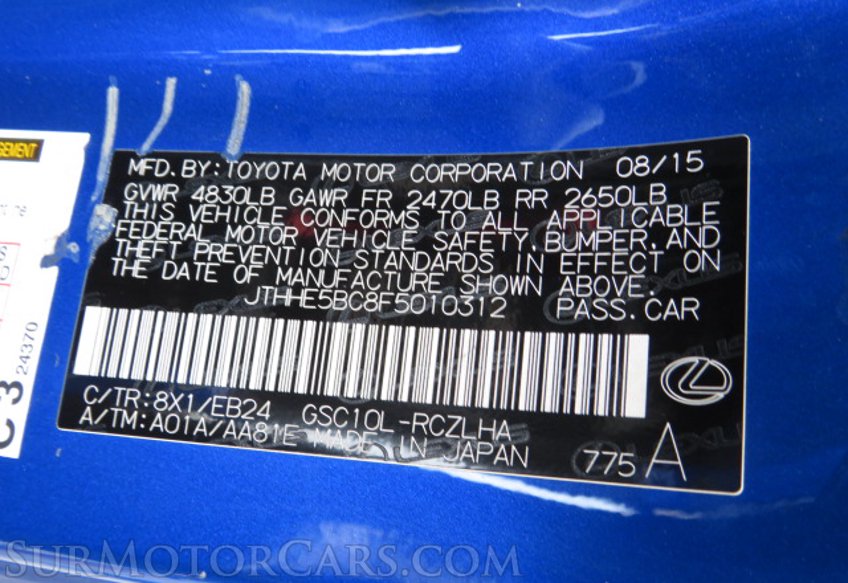 MFD.BY:TOYOTA MOTOR CORPORATION 08/15
GVWR 4830LB GAWR FR 2470LB RR 2650LB
THIS VEHICLE CONFORMS TO ALL APPLICABLE
FEDERAL MOTOR VEHICLE SAFETY,BUMPER,AND
THEFT PREVENTION STANDARDS IN EFFECT ON
THE DATE OF MANUFACTURE SHOWN ABOVE.
JTHHE5BC8F5010312 PASS.CAR
C/TR:8X1/EB24 GSC10L-RCZLHA
A/TM:A01A/AA81E MADE IN JAPAN
775 A
C3
24370
SurMotorCars.com